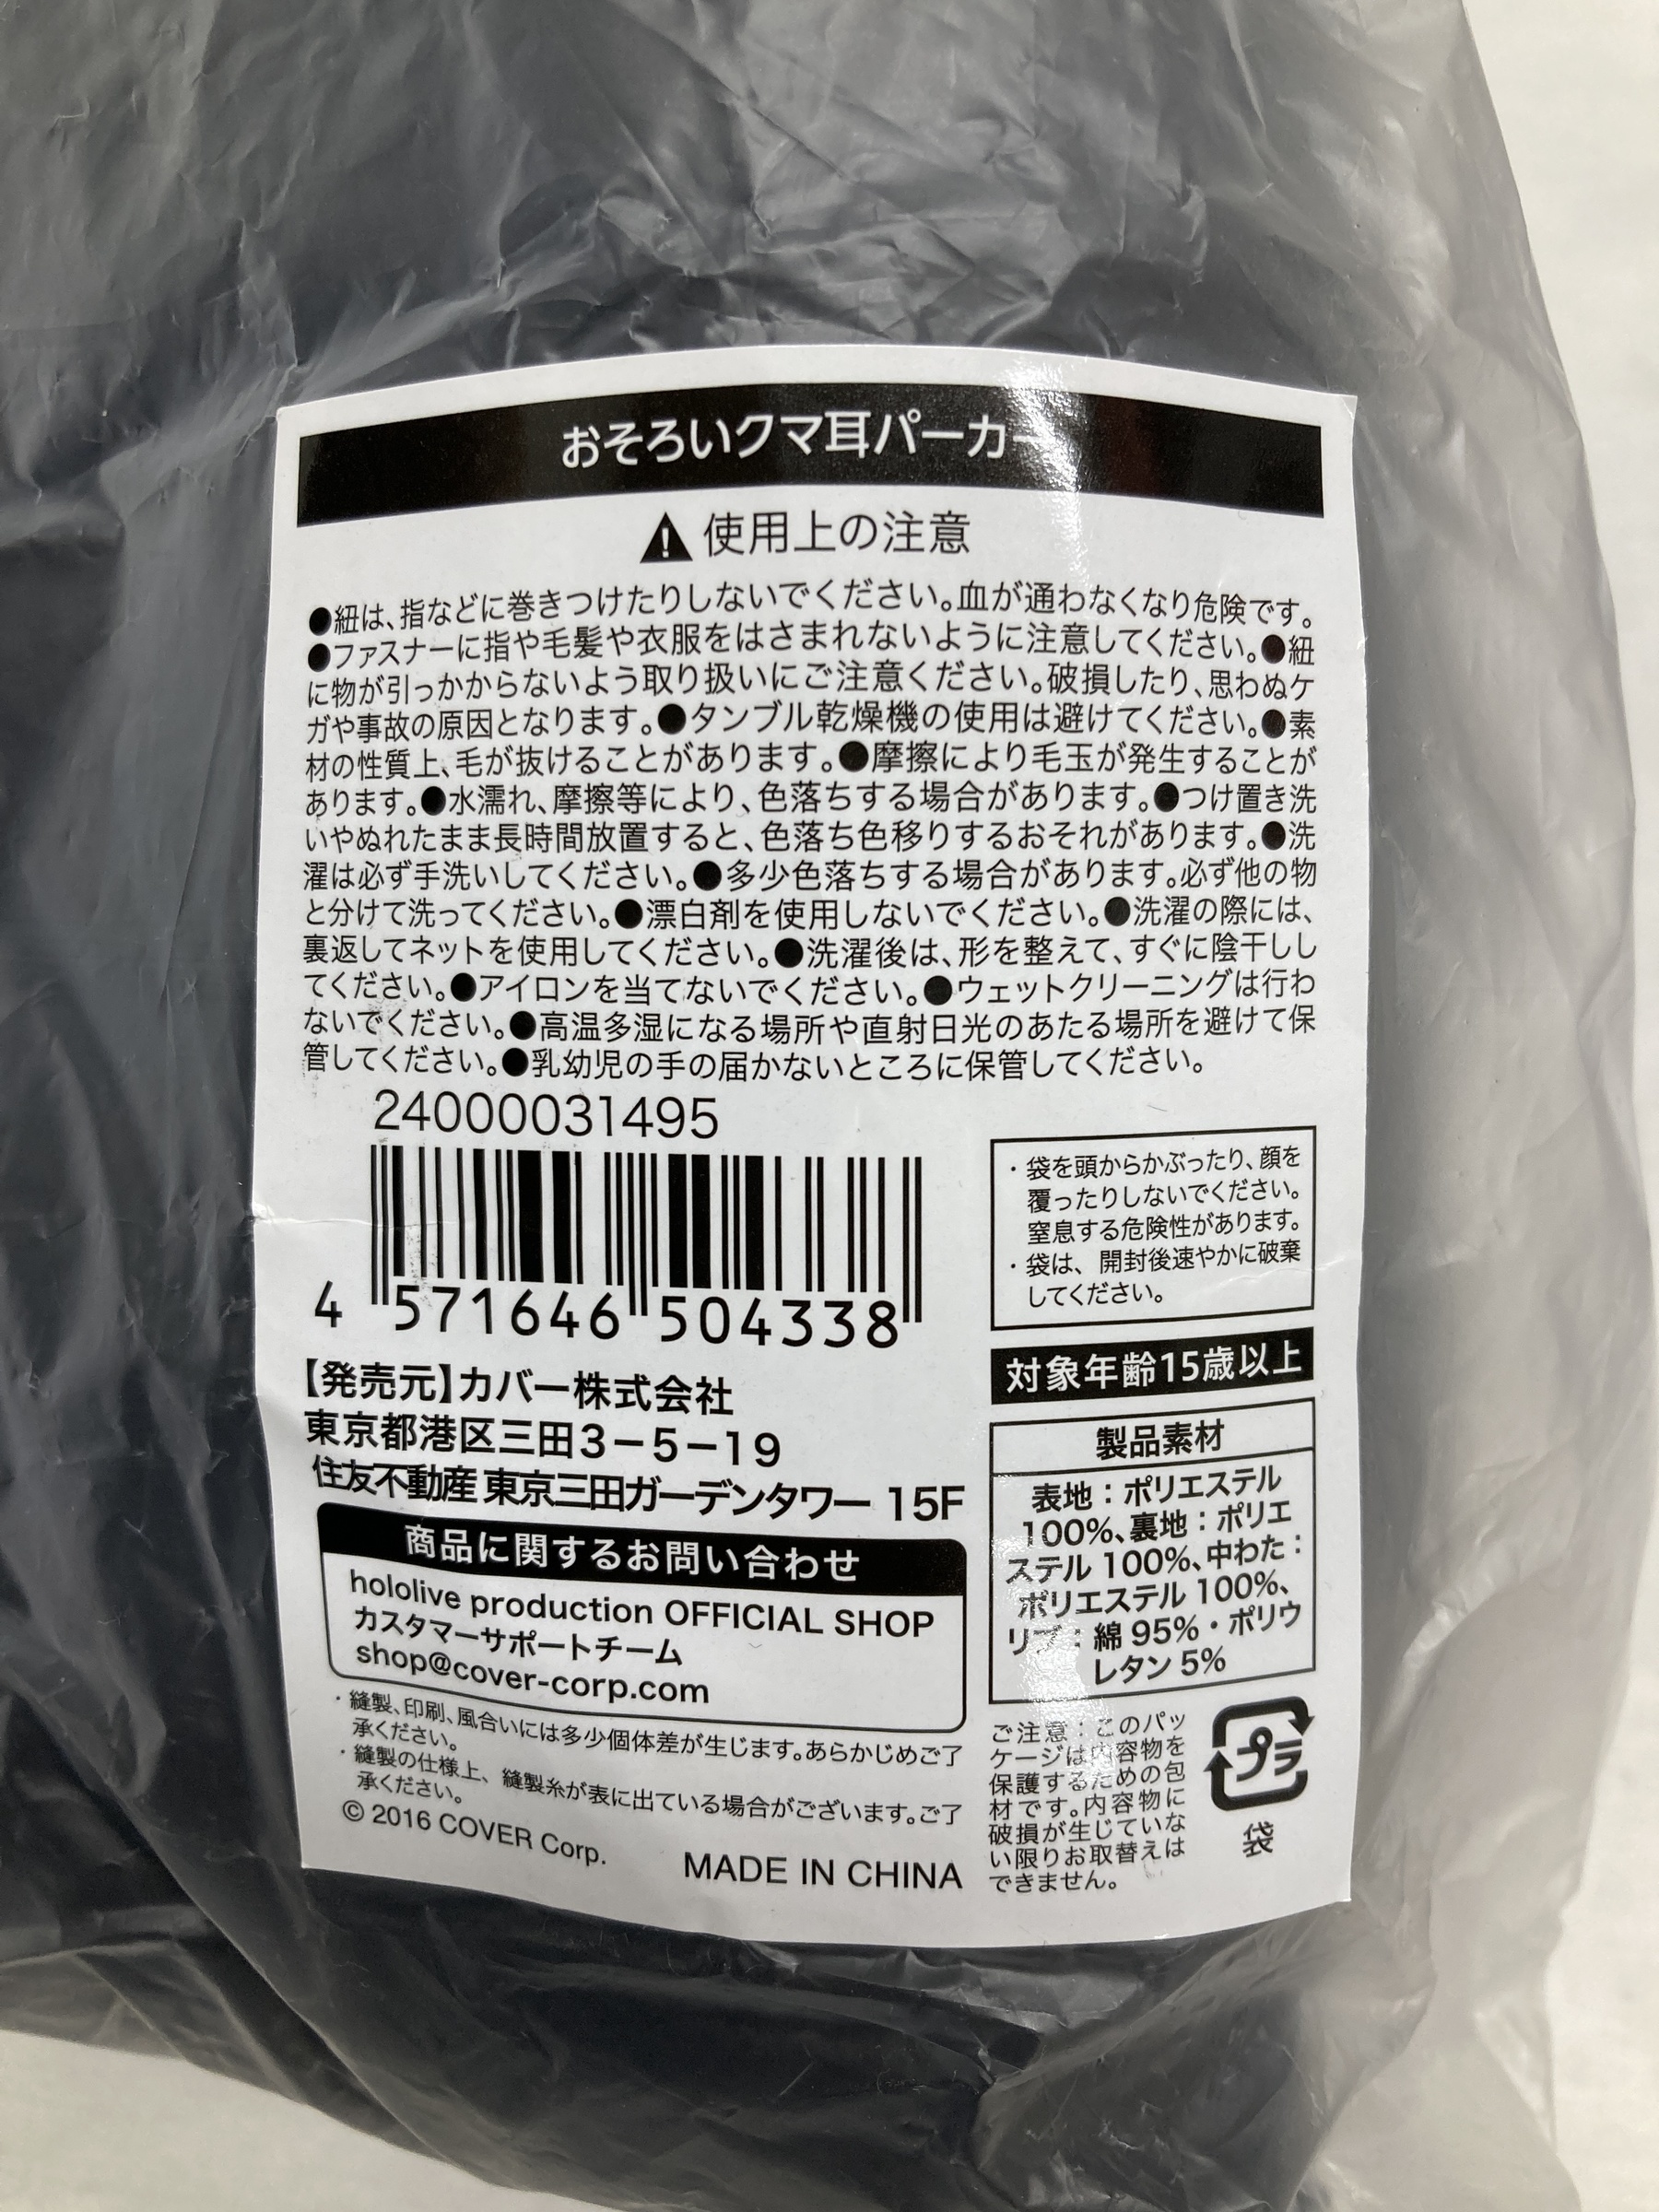 おそろいクマ耳パーカー
使用上の注意
●紐は、指などに巻きつけたりしないでください。血が通わなくなり危険です。
●ファスナーに指や毛髪や衣服をはさまれないように注意してください。●紐
に物が引っかからないよう取り扱いにご注意ください。破損したり、思わぬケ
ガや事故の原因となります。●タンブル乾燥機の使用は避けてください。●素
材の性質上、毛が抜けることがあります。●摩擦により毛玉が発生することが
あります。●水濡れ、摩擦等により、色落ちする場合があります。●つけ置き洗
いやぬれたまま長時間放置すると、色落ち色移りするおそれがあります。●洗
濯は必ず手洗いしてください。●多少色落ちする場合があります。必ず他の物
と分けて洗ってください。●漂白剤を使用しないでください。●洗濯の際には、
裏返してネットを使用してください。●洗濯後は、形を整えて、すぐに陰干しし
てください。●アイロンを当てないでください。●ウェットクリーニングは行わ
ないでください。●高温多湿になる場所や直射日光のあたる場所を避けて保
管してください。●乳幼児の手の届かないところに保管してください。
24000031495
4 571646 504338
【発売元】カバー株式会社
東京都港区三田3-5-19
住友不動産 東京三田ガーデンタワー 15F
商品に関するお問い合わせ
hololive production OFFICIAL SHOP
カスタマーサポートチーム
shop@cover-corp.com
・縫製、印刷、風合いには多少個体差が生じます。あらかじめご了
承ください。
・縫製の仕様上、縫製糸が表に出ている場合がございます。ご了
承ください。
© 2016 COVER Corp.
MADE IN CHINA
・袋を頭からかぶったり、顔を
覆ったりしないでください。
窒息する危険性があります。
・袋は、開封後速やかに破棄
してください。
対象年齢15歳以上
製品素材
表地：ポリエステル
100%、裏地：ポリエ
ステル 100%、中わた：
ポリエステル 100%、
リブ：綿 95%・ポリウ
レタン 5%
ご注意：このパッ
ケージは内容物を
保護するための包
材です。内容物に
破損が生じていな
い限りお取替えは
できません。
プラ
袋